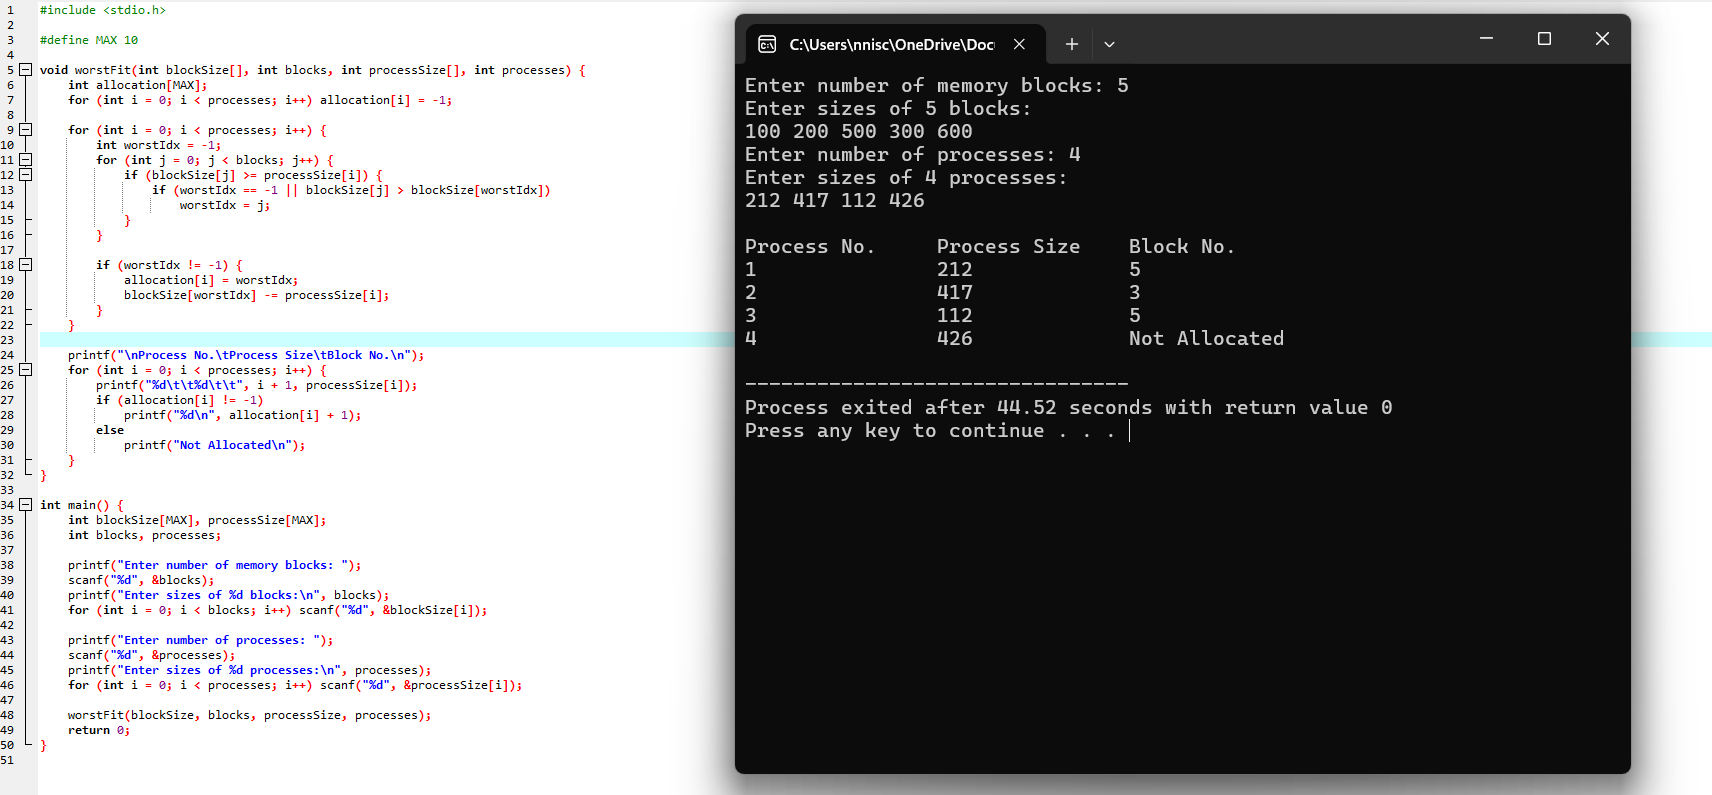 1 #include <stdio.h>
2
3 #define MAX 10
4
5 void worstFit(int blockSize[], int blocks, int processSize[], int processes) {
6     int allocation[MAX];
7     for (int i = 0; i < processes; i++) allocation[i] = -1;
8
9     for (int i = 0; i < processes; i++) {
10         int worstIdx = -1;
11         for (int j = 0; j < blocks; j++) {
12             if (blockSize[j] >= processSize[i]) {
13                 if (worstIdx == -1 || blockSize[j] > blockSize[worstIdx])
14                     worstIdx = j;
15             }
16         }
17
18         if (worstIdx != -1) {
19             allocation[i] = worstIdx;
20             blockSize[worstIdx] -= processSize[i];
21         }
22     }
23
24     printf("\nProcess No.\tProcess Size\tBlock No.\n");
25     for (int i = 0; i < processes; i++) {
26         printf("%d\t\t%d\t\t", i + 1, processSize[i]);
27         if (allocation[i] != -1)
28             printf("%d\n", allocation[i] + 1);
29         else
30             printf("Not Allocated\n");
31     }
32 }
33
34 int main() {
35     int blockSize[MAX], processSize[MAX];
36     int blocks, processes;
37
38     printf("Enter number of memory blocks: ");
39     scanf("%d", &blocks);
40     printf("Enter sizes of %d blocks:\n", blocks);
41     for (int i = 0; i < blocks; i++) scanf("%d", &blockSize[i]);
42
43     printf("Enter number of processes: ");
44     scanf("%d", &processes);
45     printf("Enter sizes of %d processes:\n", processes);
46     for (int i = 0; i < processes; i++) scanf("%d", &processSize[i]);
47
48     worstFit(blockSize, blocks, processSize, processes);
49     return 0;
50 }
51
C:\Users\nnisc\OneDrive\Doc
Enter number of memory blocks: 5
Enter sizes of 5 blocks:
100 200 500 300 600
Enter number of processes: 4
Enter sizes of 4 processes:
212 417 112 426
Process No.     Process Size    Block No.
1               212             5
2               417             3
3               112             5
4               426             Not Allocated
--------------------------------
Process exited after 44.52 seconds with return value 0
Press any key to continue . . .